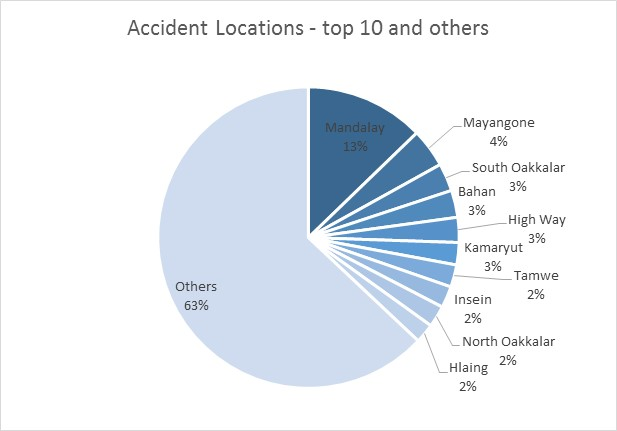 Accident Locations - top 10 and others
Mandalay
13%
Mayangone
4%
South Oakkalar
3%
Bahan
3%
High Way
3%
Kamaryut
3%
Tamwe
2%
Insein
2%
North Oakkalar
2%
Hlaing
2%
Others
63%